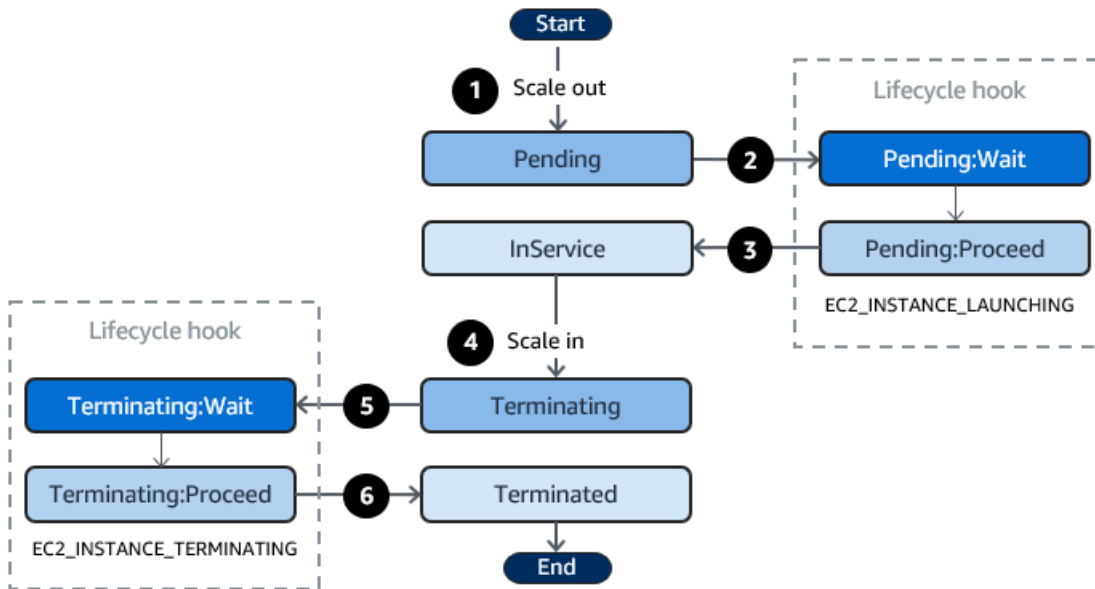 Start
1 Scale out
Lifecycle hook
Pending 2 Pending:Wait
InService 3 Pending:Proceed
EC2_INSTANCE_LAUNCHING
Lifecycle hook
4 Scale in
Terminating:Wait 5 Terminating
Terminating:Proceed 6 Terminated
EC2_INSTANCE_TERMINATING
End